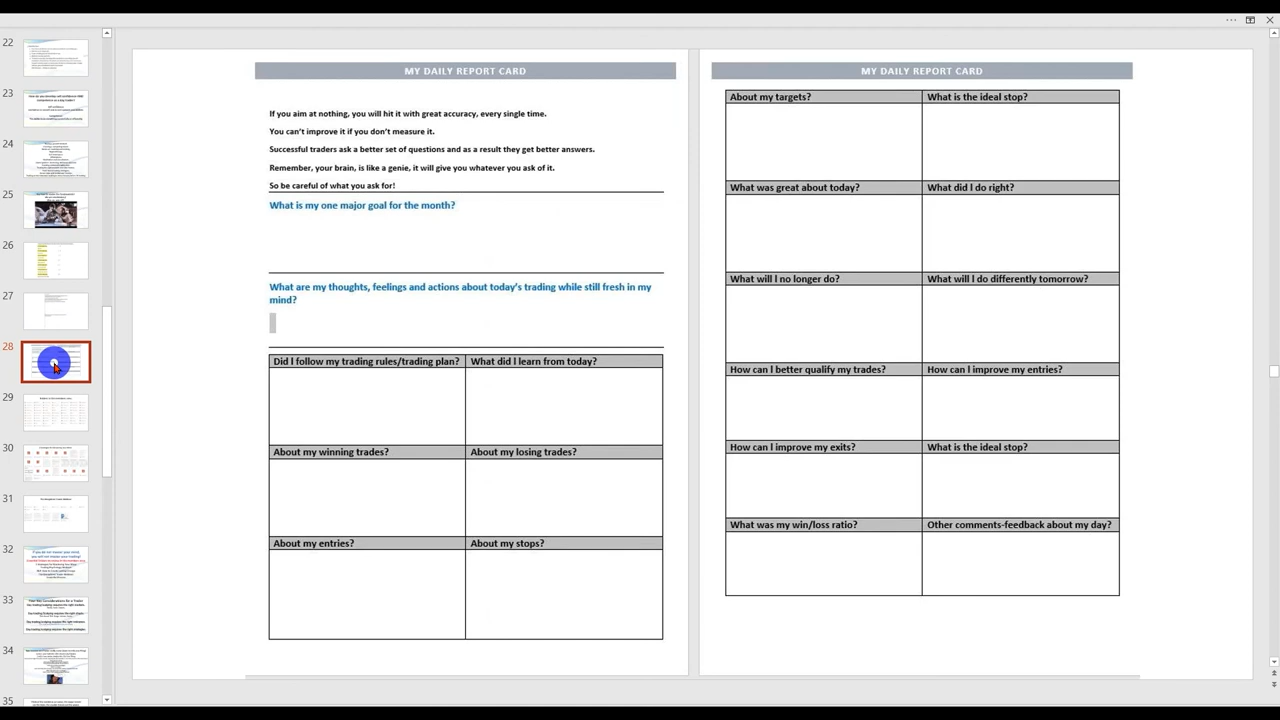 MY DAILY REPORT CARD
If you aim at nothing, you will hit it with great accuracy, every single time.
You can't improve it if you don't measure it.
Successful traders ask a better set of questions and as a result they get better answers.
Remember, your brain, is like a genie, it will give you whatever you ask of it.
So be careful of what you ask for!
What is my one major goal for the month?
What are my thoughts, feelings and actions about today's trading while still fresh in my
mind?
Did I follow my trading rules/trading plan? What did I learn from today?
About my winning trades? About my losing trades?
About my entries? About my stops?
MY DAILY REPORT CARD
About my targets? What is the ideal stop?
What was great about today? What did I do right?
What will I no longer do? What will I do differently tomorrow?
How can I better qualify my trades? How can I improve my entries?
How can I improve my exits? What is the ideal stop?
What was my win/loss ratio? Other comments-feedback about my day?
23
26
28
29
31
32
33
34
35